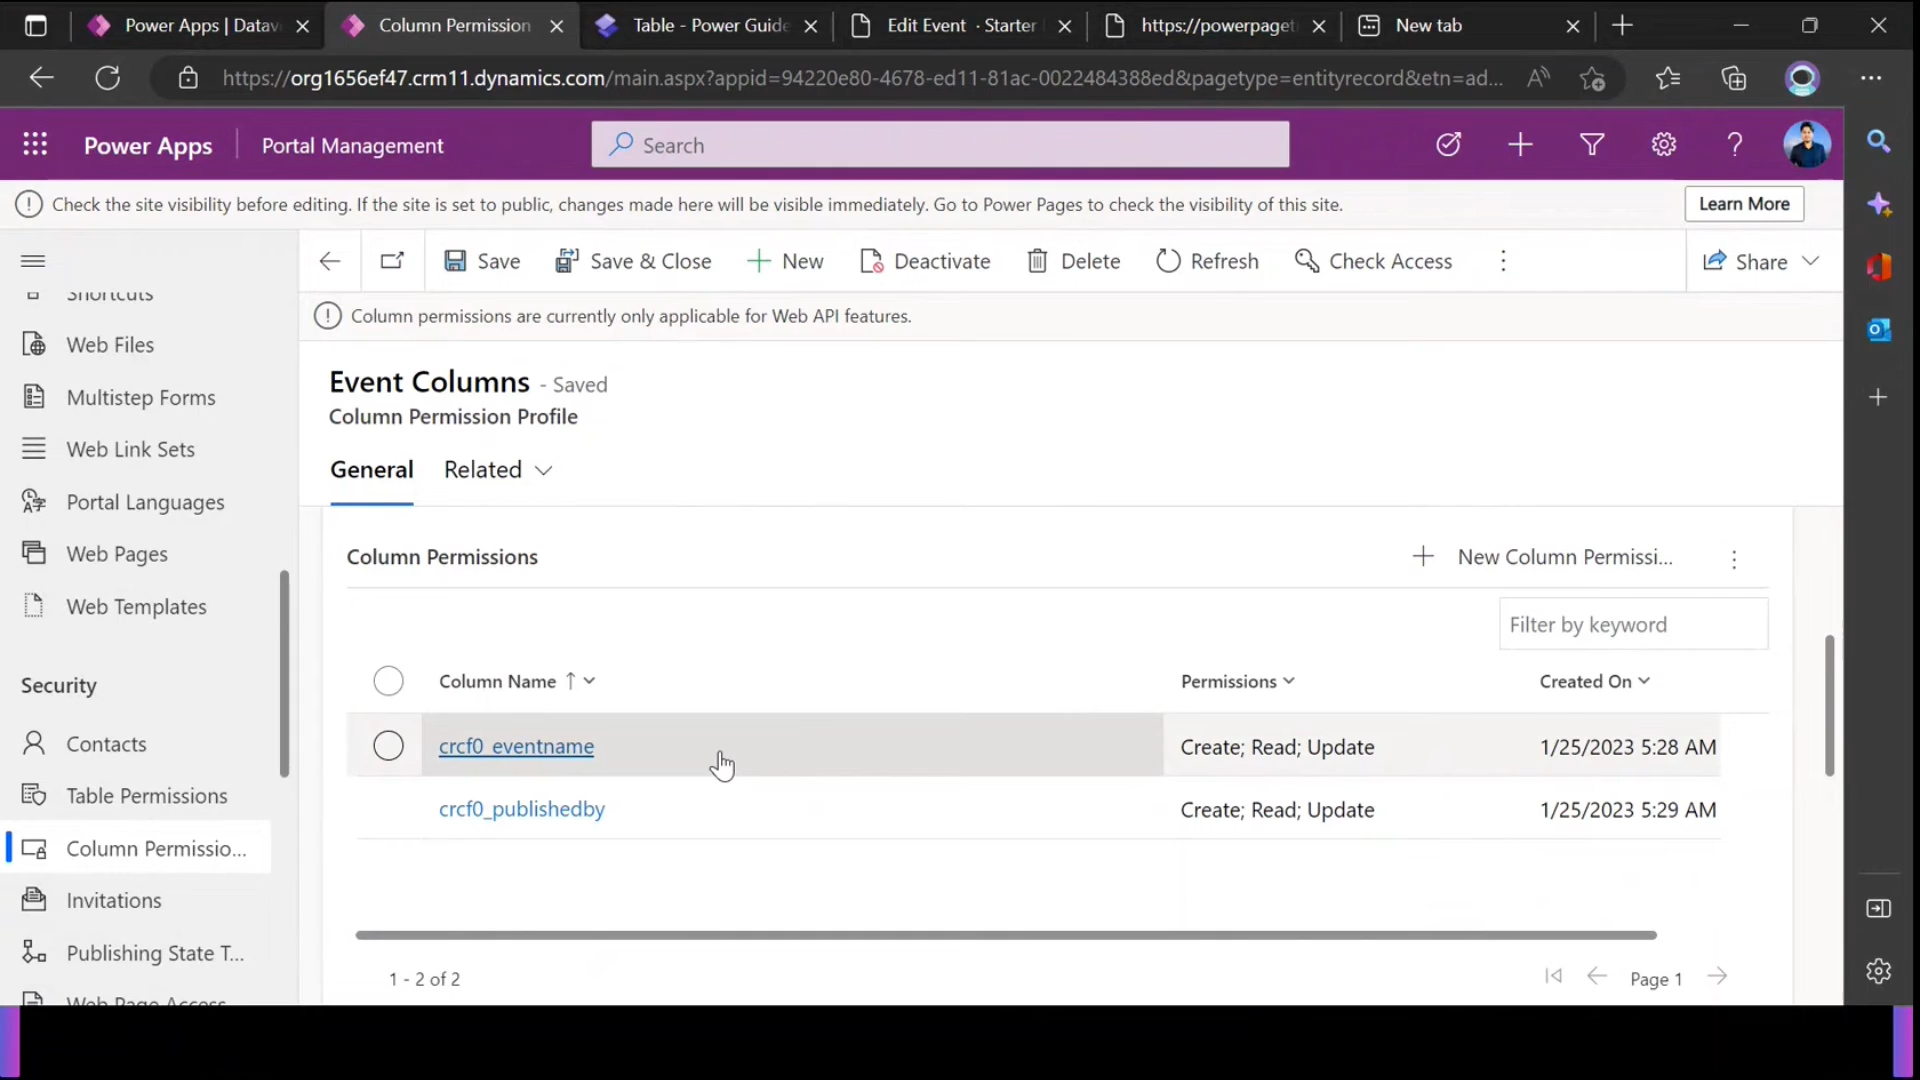 Power Apps | Datav
Column Permission
Table - Power Guide
Edit Event · Starter
https://powerpaget
New tab
https://org1656ef47.crm11.dynamics.com/main.aspx?appid=94220e80-4678-ed11-81ac-0022484388ed&pagetype=entityrecord&etn=ad...
Power Apps
Portal Management
Search
Check the site visibility before editing. If the site is set to public, changes made here will be visible immediately. Go to Power Pages to check the visibility of this site.
Learn More
Save
Save & Close
New
Deactivate
Delete
Refresh
Check Access
Share
Column permissions are currently only applicable for Web API features.
Shortcuts
Web Files
Multistep Forms
Web Link Sets
Portal Languages
Web Pages
Web Templates
Security
Contacts
Table Permissions
Column Permissio...
Invitations
Publishing State T...
Web Page Access
Event Columns - Saved
Column Permission Profile
General
Related
Column Permissions
New Column Permissi...
Filter by keyword
Column Name
Permissions
Created On
crcf0_eventname
Create; Read; Update
1/25/2023 5:28 AM
crcf0_publishedby
Create; Read; Update
1/25/2023 5:29 AM
1 - 2 of 2
Page 1